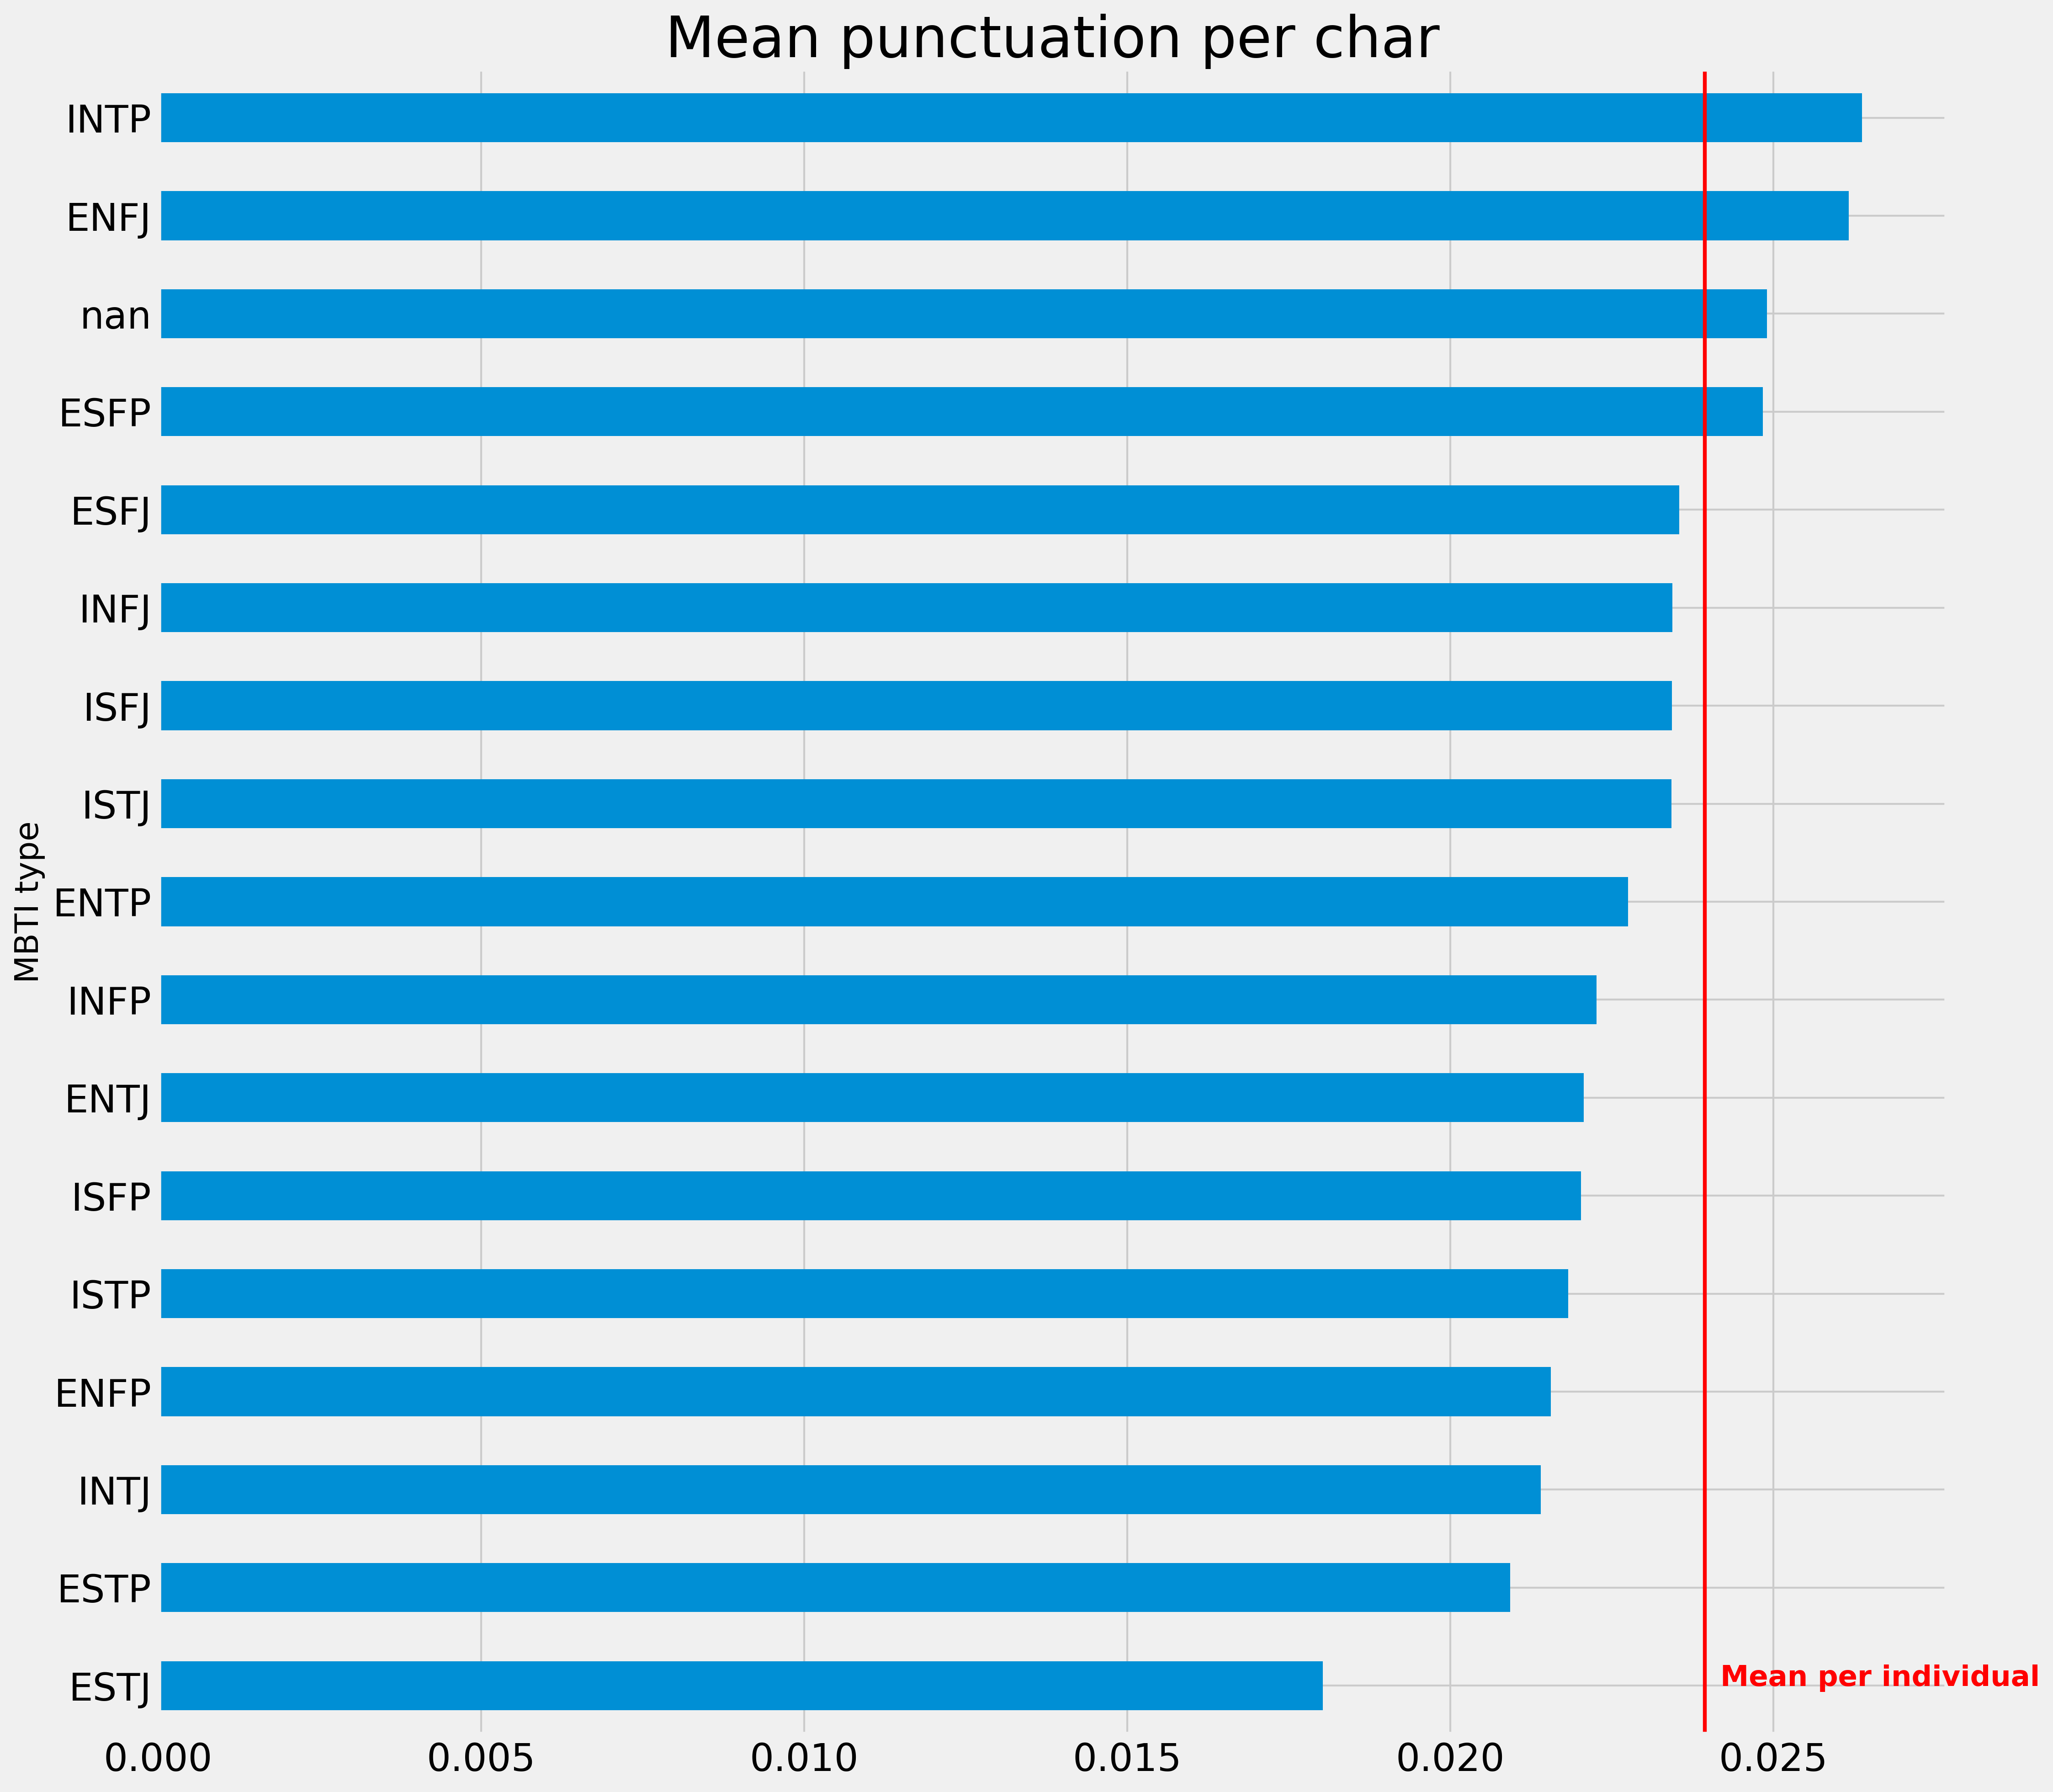 Mean punctuation per char
INTP
ENFJ
nan
ESFP
ESFJ
INFJ
ISFJ
ISTJ
MBTI type
ENTP
INFP
ENTJ
ISFP
ISTP
ENFP
INTJ
ESTP
ESTJ
Mean per individual
0.000 0.005 0.010 0.015 0.020 0.025